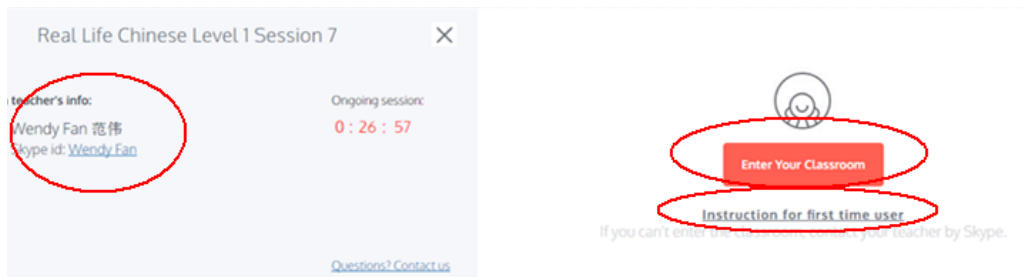 Real Life Chinese Level 1 Session 7
teacher's info:
Wendy Fan 范伟
Skype id: Wendy Fan
Ongoing session:
0 : 26 : 57
Questions? Contact us
Enter Your Classroom
Instruction for first time user
If you can't enter the classroom, contact your teacher by Skype.